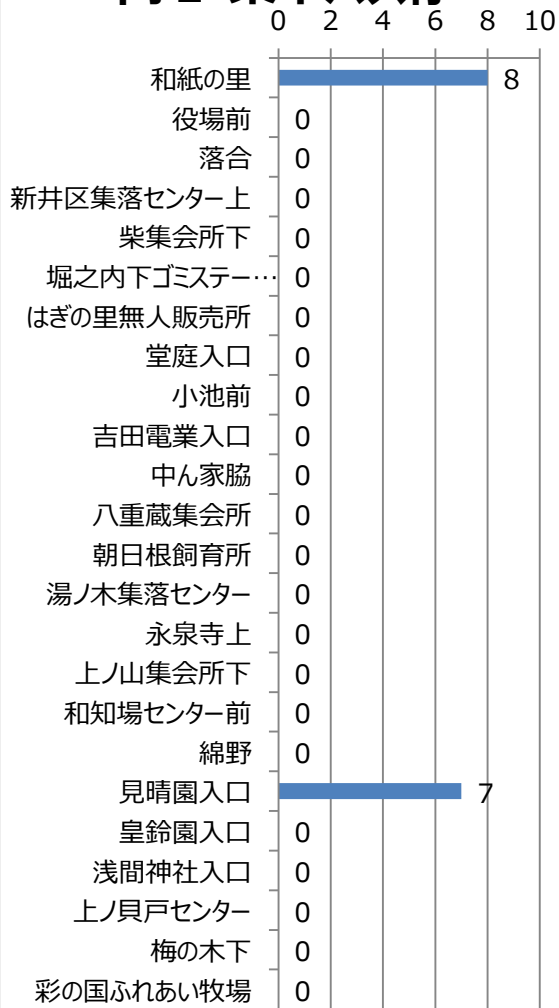 0 2 4 6 8 10
和紙の里 8
役場前 0
落合 0
新井区集落センター上 0
柴集会所下 0
堀之内下ゴミステー… 0
はぎの里無人販売所 0
堂庭入口 0
小池前 0
吉田電業入口 0
中ん家脇 0
八重蔵集会所 0
朝日根飼育所 0
湯ノ木集落センター 0
永泉寺上 0
上ノ山集会所下 0
和知場センター前 0
綿野 0
見晴園入口 7
皇鈴園入口 0
浅間神社入口 0
上ノ貝戸センター 0
梅の木下 0
彩の国ふれあい牧場 0